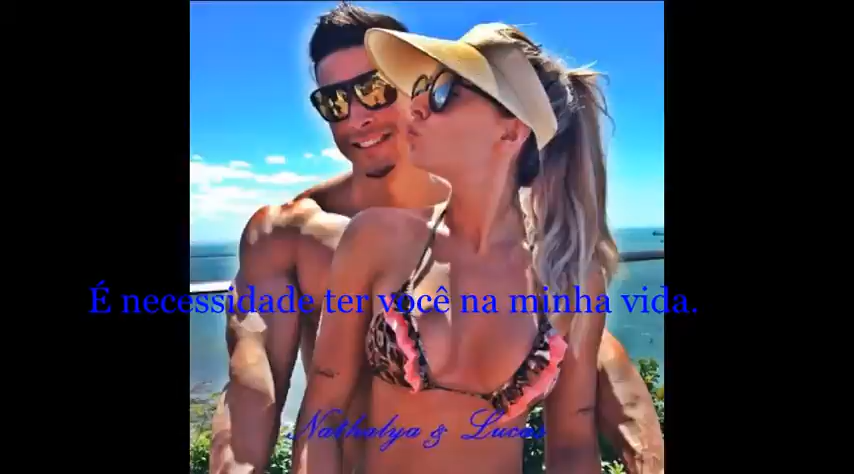 É necessidade ter você na minha vida.
Nathalya & Lucas